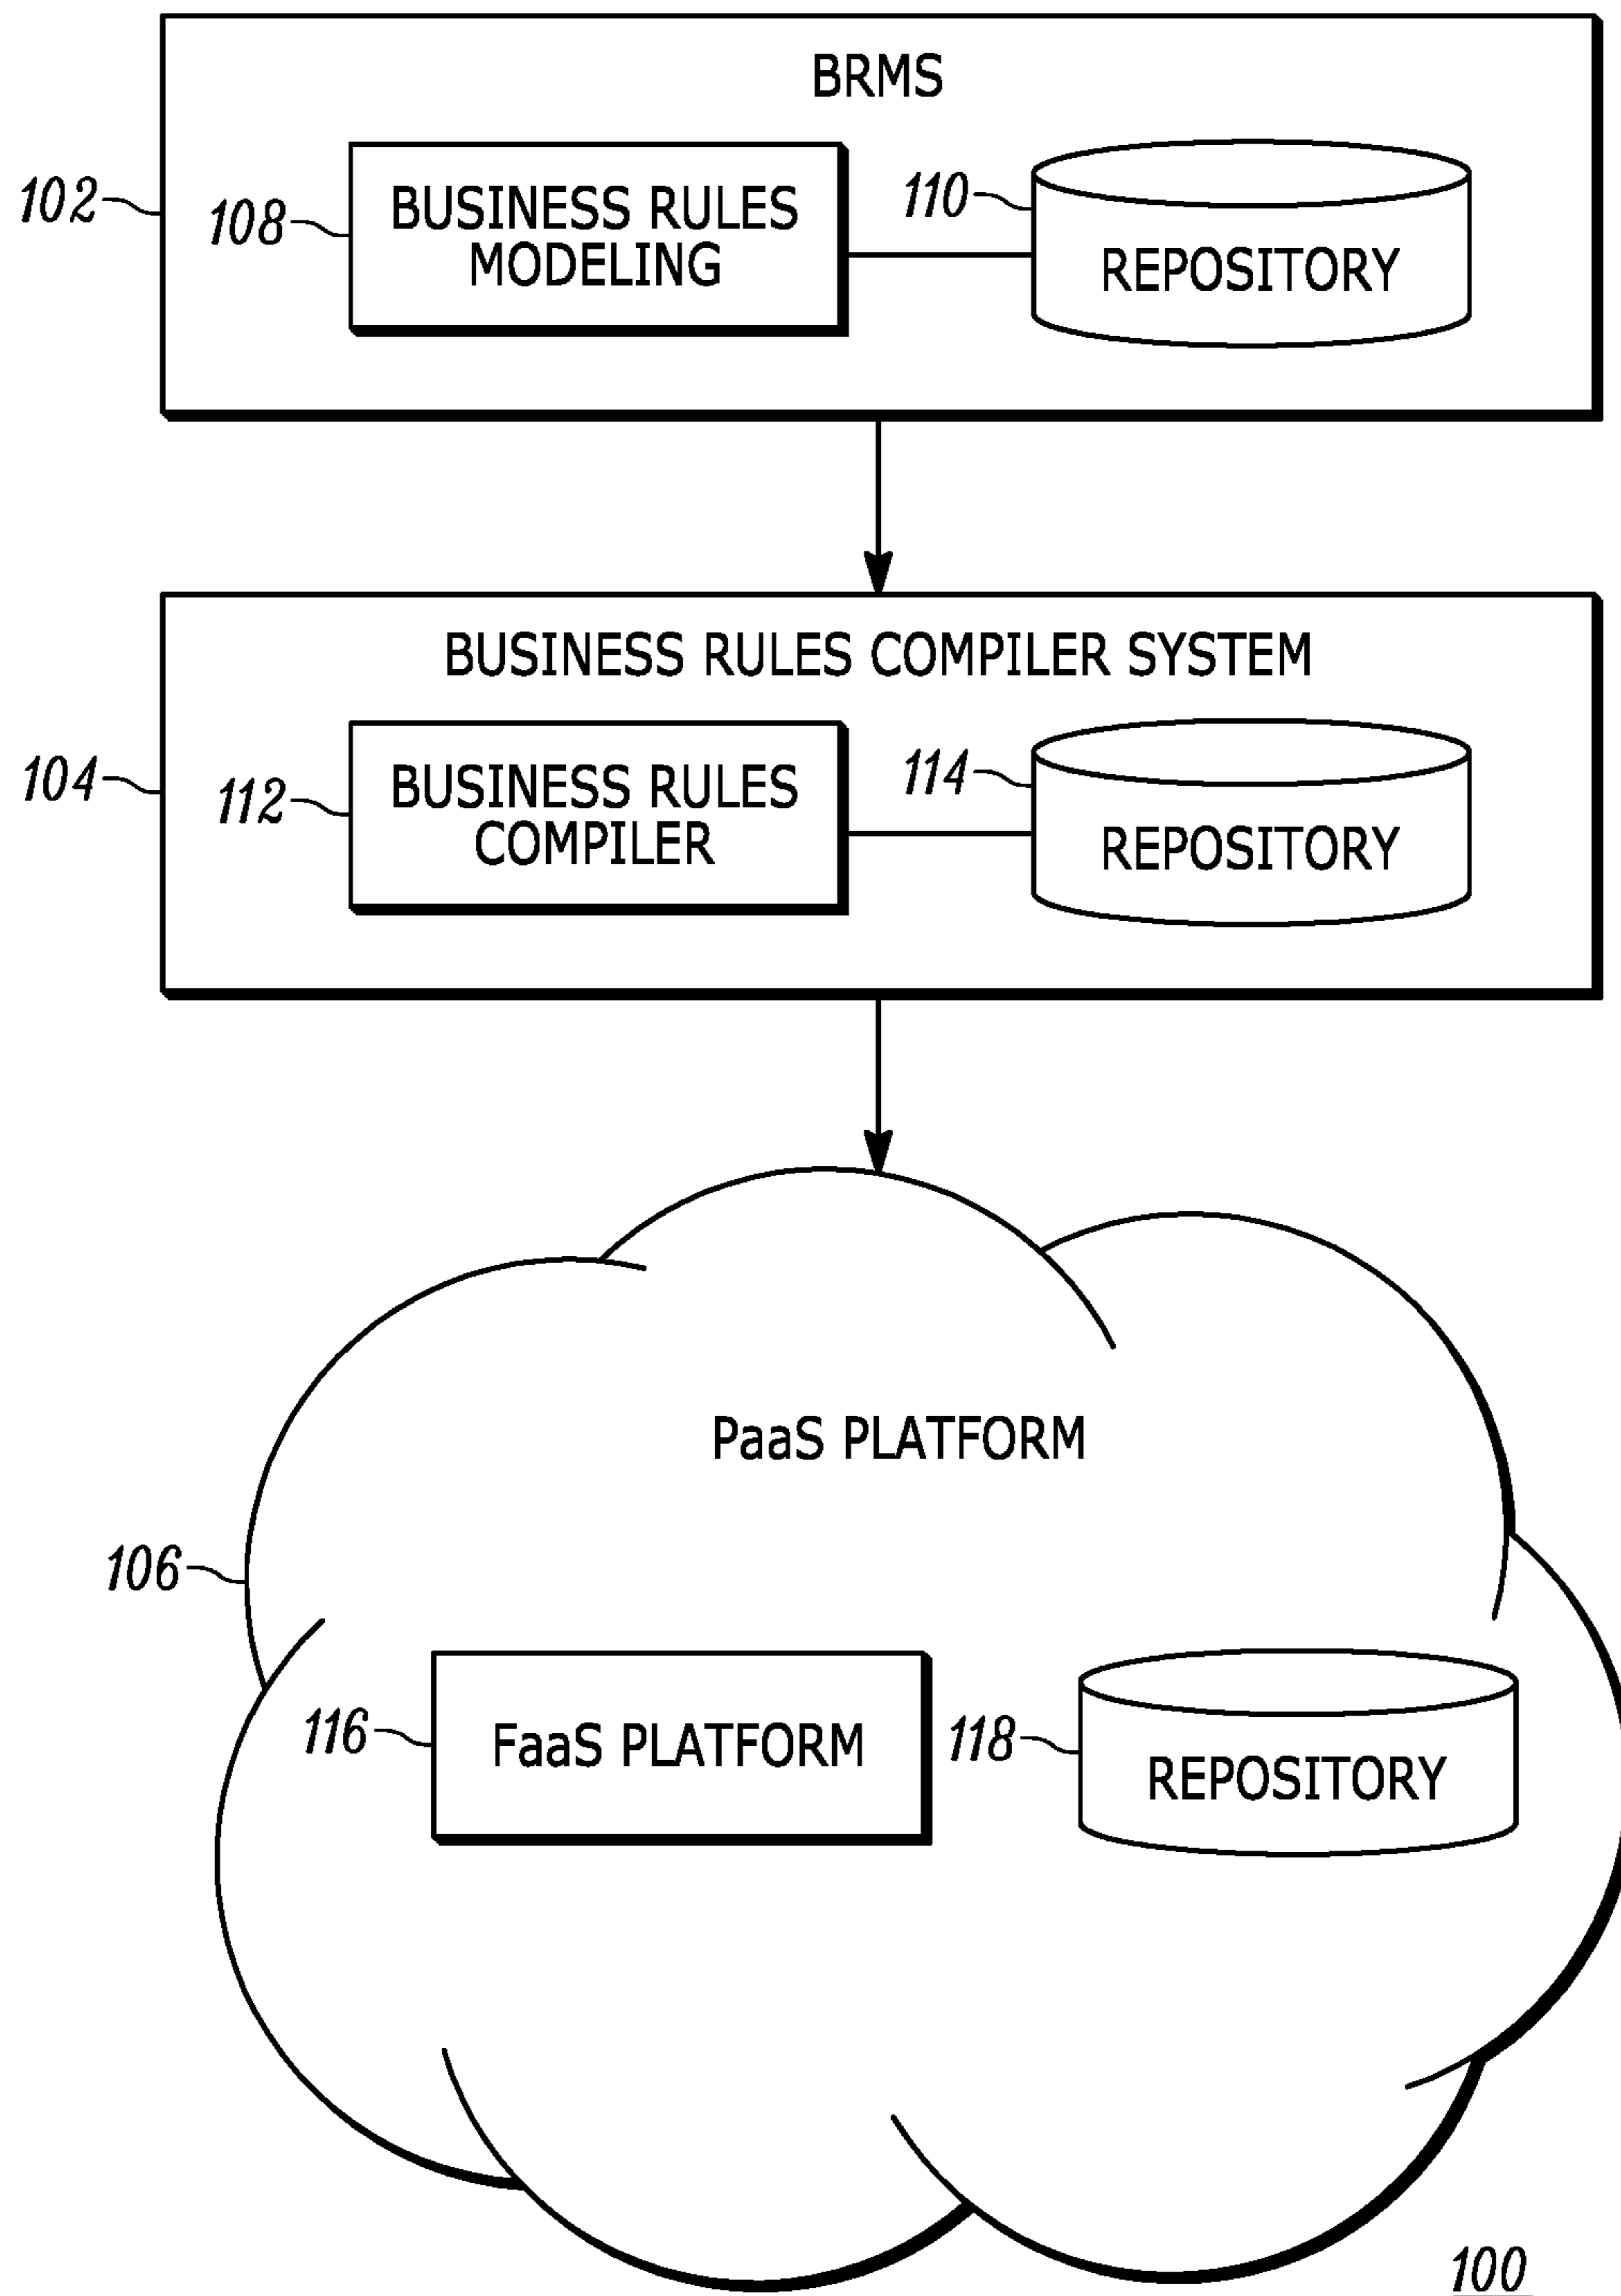 BRMS
102
108
BUSINESS RULES
MODELING
110
REPOSITORY
BUSINESS RULES COMPILER SYSTEM
104
112
BUSINESS RULES
COMPILER
114
REPOSITORY
PaaS PLATFORM
106
116
FaaS PLATFORM
118
REPOSITORY
100